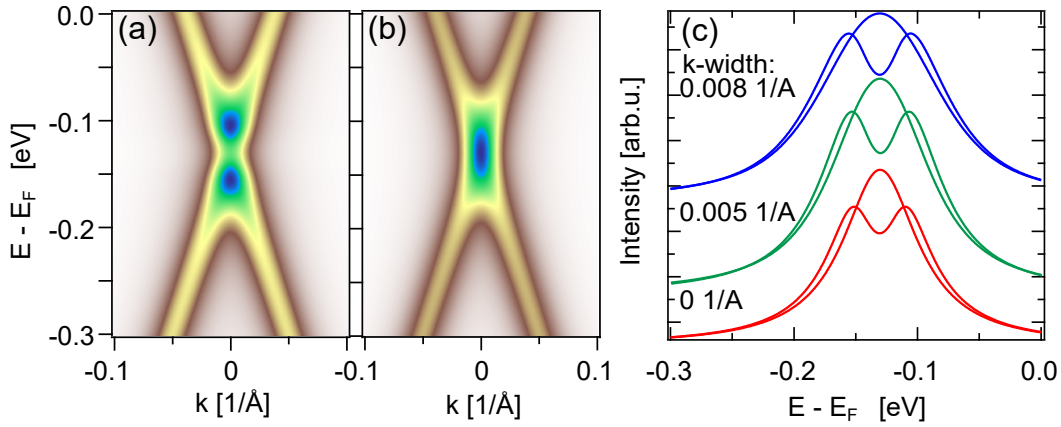 (a)
(b)
(c)
0.0
-0.1
-0.2
-0.3
E - E_F [eV]
-0.1
0
-0.1
0
0.1
k [1/Å]
k [1/Å]
k-width:
0.008 1/A
0.005 1/A
0 1/A
Intensity [arb.u.]
-0.3
-0.2
-0.1
0.0
E - E_F [eV]